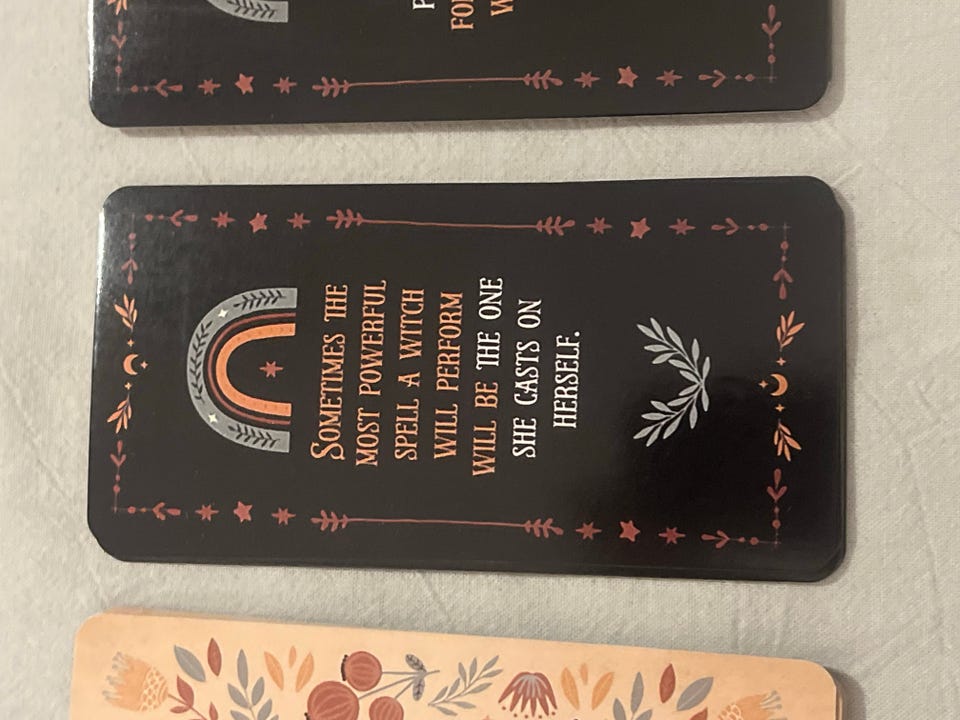 SOMETIMES THE
MOST POWERFUL
SPELL A WITCH
WILL PERFORM
WILL BE THE ONE
SHE CASTS ON
HERSELF.